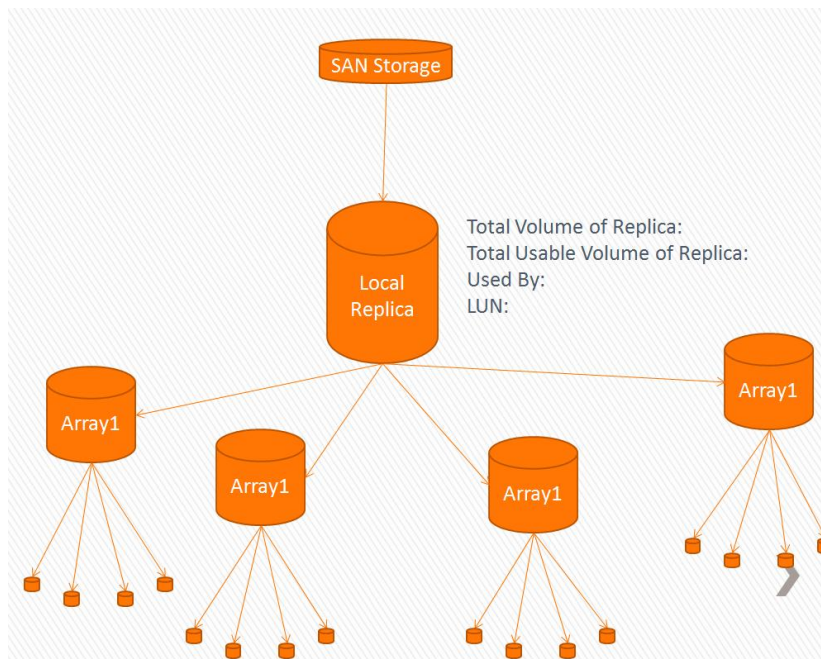 SAN Storage
Local
Replica
Total Volume of Replica:
Total Usable Volume of Replica:
Used By:
LUN:
Array1
Array1
Array1
Array1